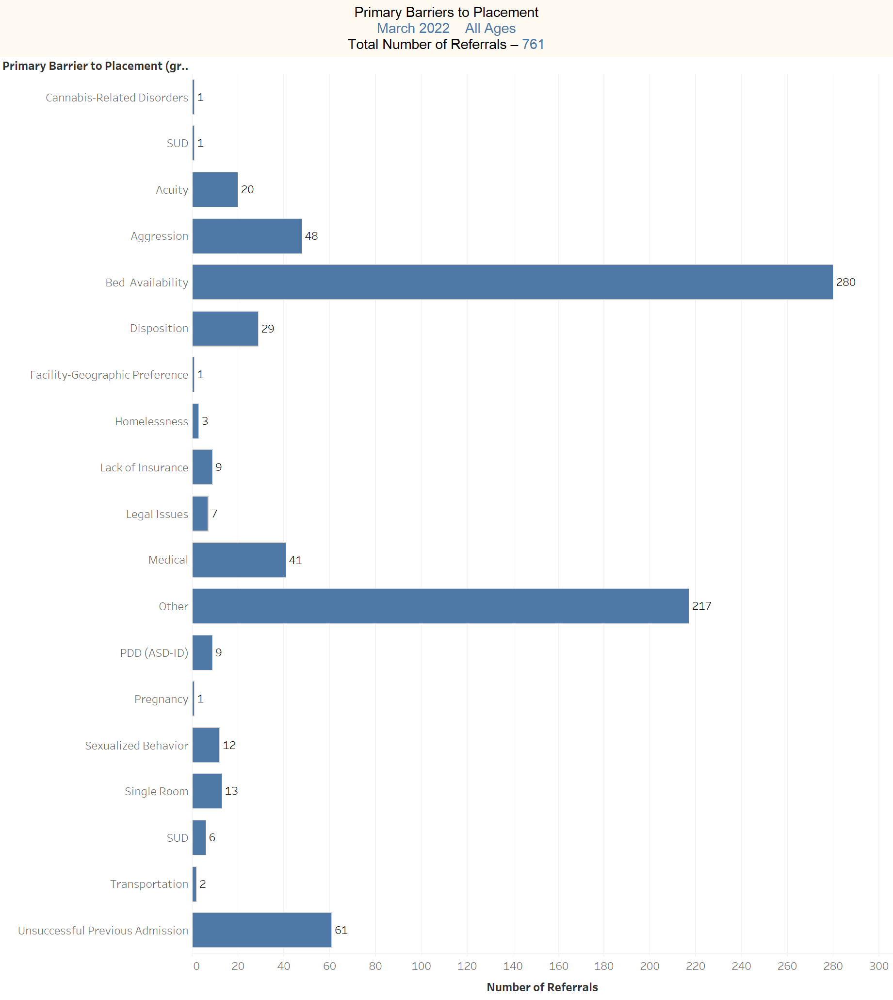 Primary Barriers to Placement
March 2022 All Ages
Total Number of Referrals – 761
Primary Barrier to Placement (gr..
Cannabis-Related Disorders 1
SUD 1
Acuity 20
Aggression 48
Bed Availability 280
Disposition 29
Facility-Geographic Preference 1
Homelessness 3
Lack of Insurance 9
Legal Issues 7
Medical 41
Other 217
PDD (ASD-ID) 9
Pregnancy 1
Sexualized Behavior 12
Single Room 13
SUD 6
Transportation 2
Unsuccessful Previous Admission 61
0 20 40 60 80 100 120 140 160 180 200 220 240 260 280 300
Number of Referrals